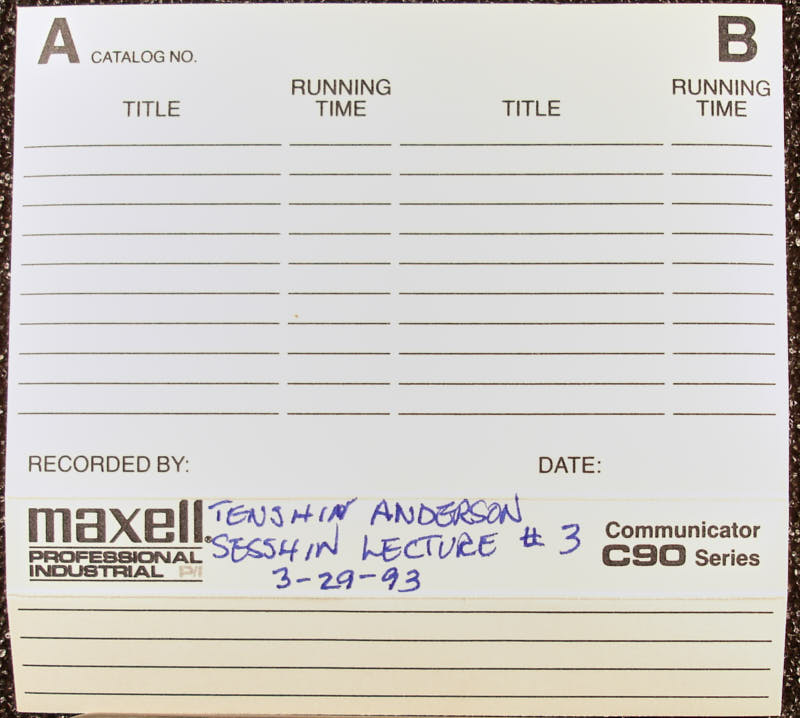 A CATALOG NO. B
TITLE RUNNING TIME TITLE RUNNING TIME
RECORDED BY: DATE:
maxell
PROFESSIONAL
INDUSTRIAL P/I
TENSHIN ANDERSON
SESSHIN LECTURE # 3
3-29-93
Communicator
C90 Series